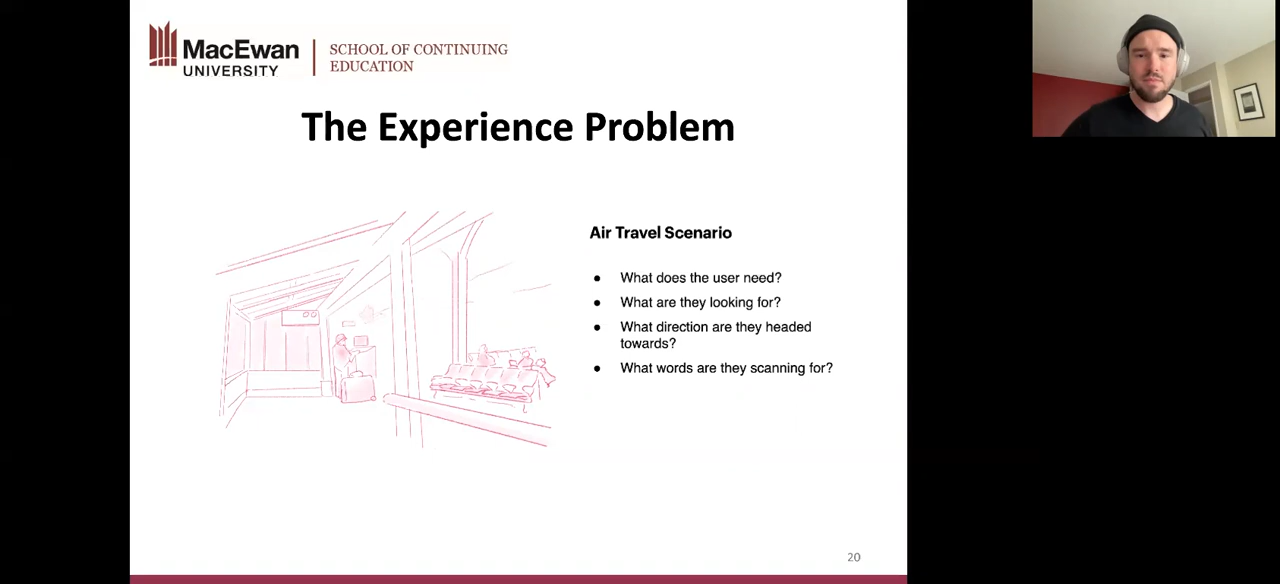 MacEwan
UNIVERSITY
SCHOOL OF CONTINUING
EDUCATION
The Experience Problem
Air Travel Scenario
● What does the user need?
● What are they looking for?
● What direction are they headed
towards?
● What words are they scanning for?
20